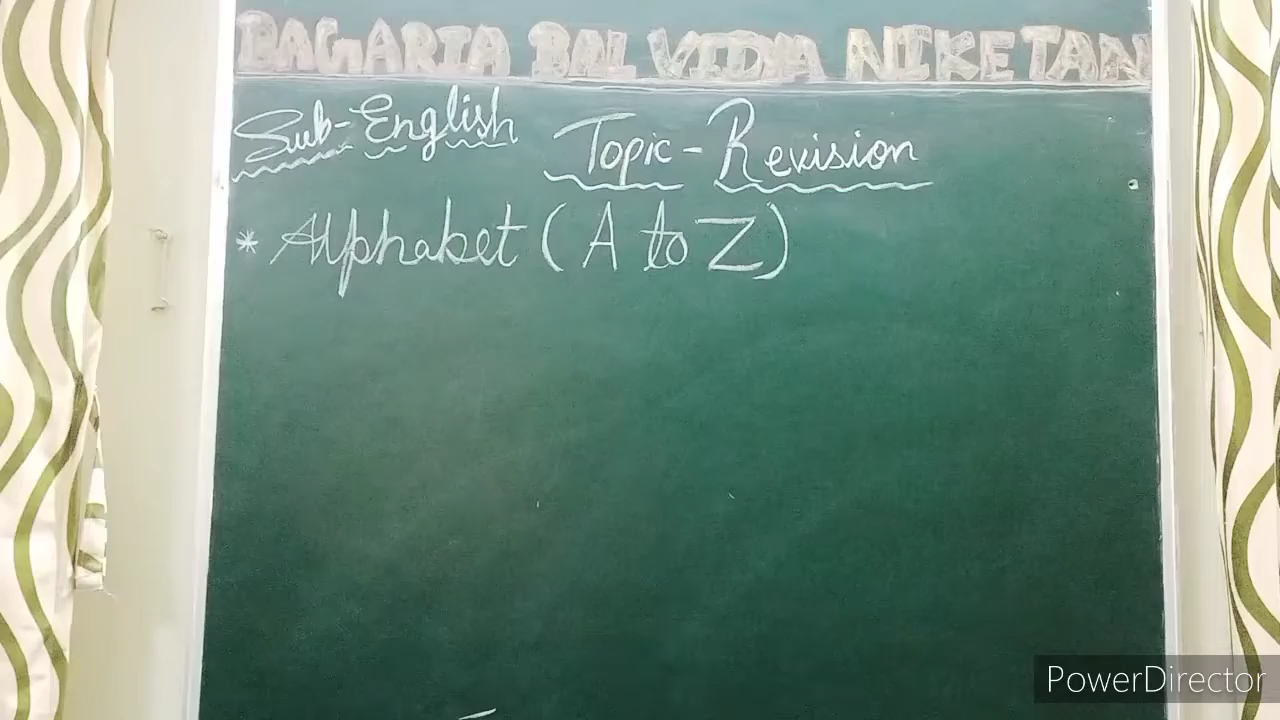 BAGARIA BAL VIDYA NIKETAN
Sub-English Topic-Revision
* Alphabet (A to Z)
PowerDirector